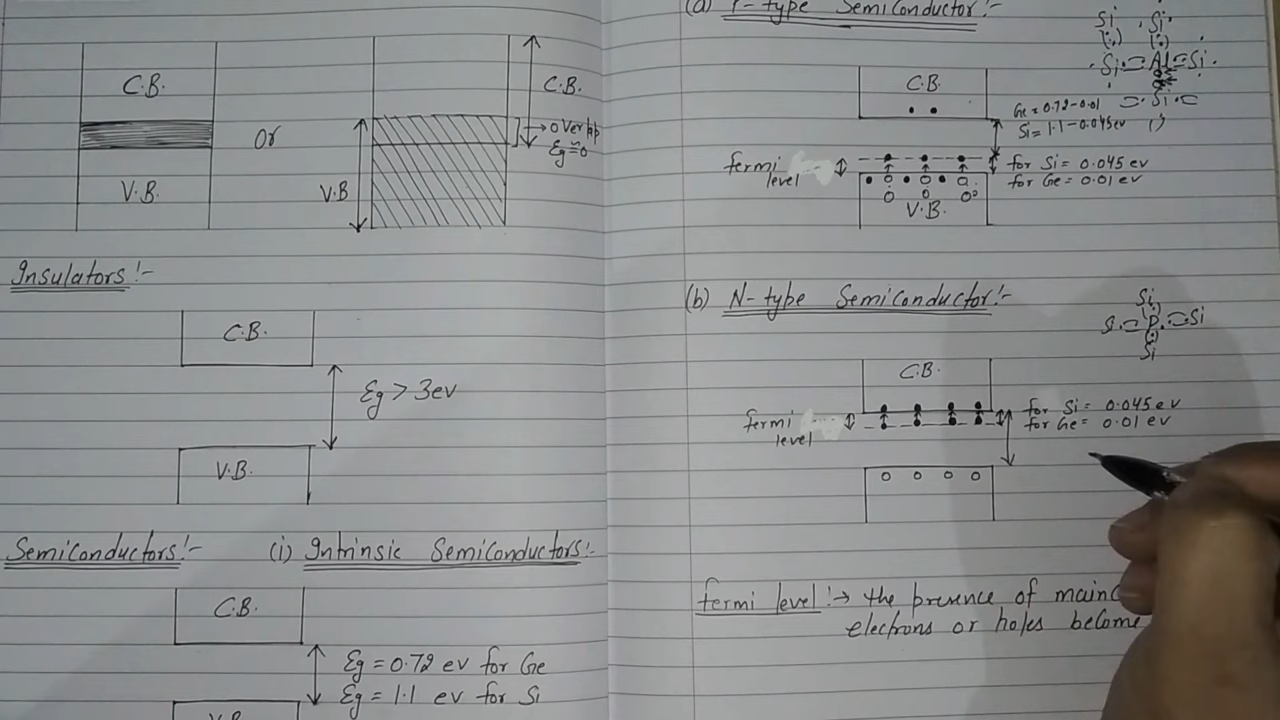 C.B.
V.B.
Or
V.B
C.B.
overlap
Eg ≅ 0
Insulators:-
C.B.
Eg > 3ev
V.B.
Semiconductors:- (i) Intrinsic Semiconductors:-
C.B.
Eg = 0.72 ev for Ge
Eg = 1.1 ev for Si
V.B.
(a) P-type Semiconductor:-
Si Si
Si Al Si
Si
C.B.
Ge = 0.72-0.01
Si = 1.1-0.045ev
fermi level
for Si = 0.045 ev
for Ge = 0.01 ev
V.B.
(b) N-type Semiconductor:-
Si
Si P Si
Si
C.B.
fermi level
for Si = 0.045 ev
for Ge = 0.01 ev
fermi level :→ the presence of
electrons or holes become